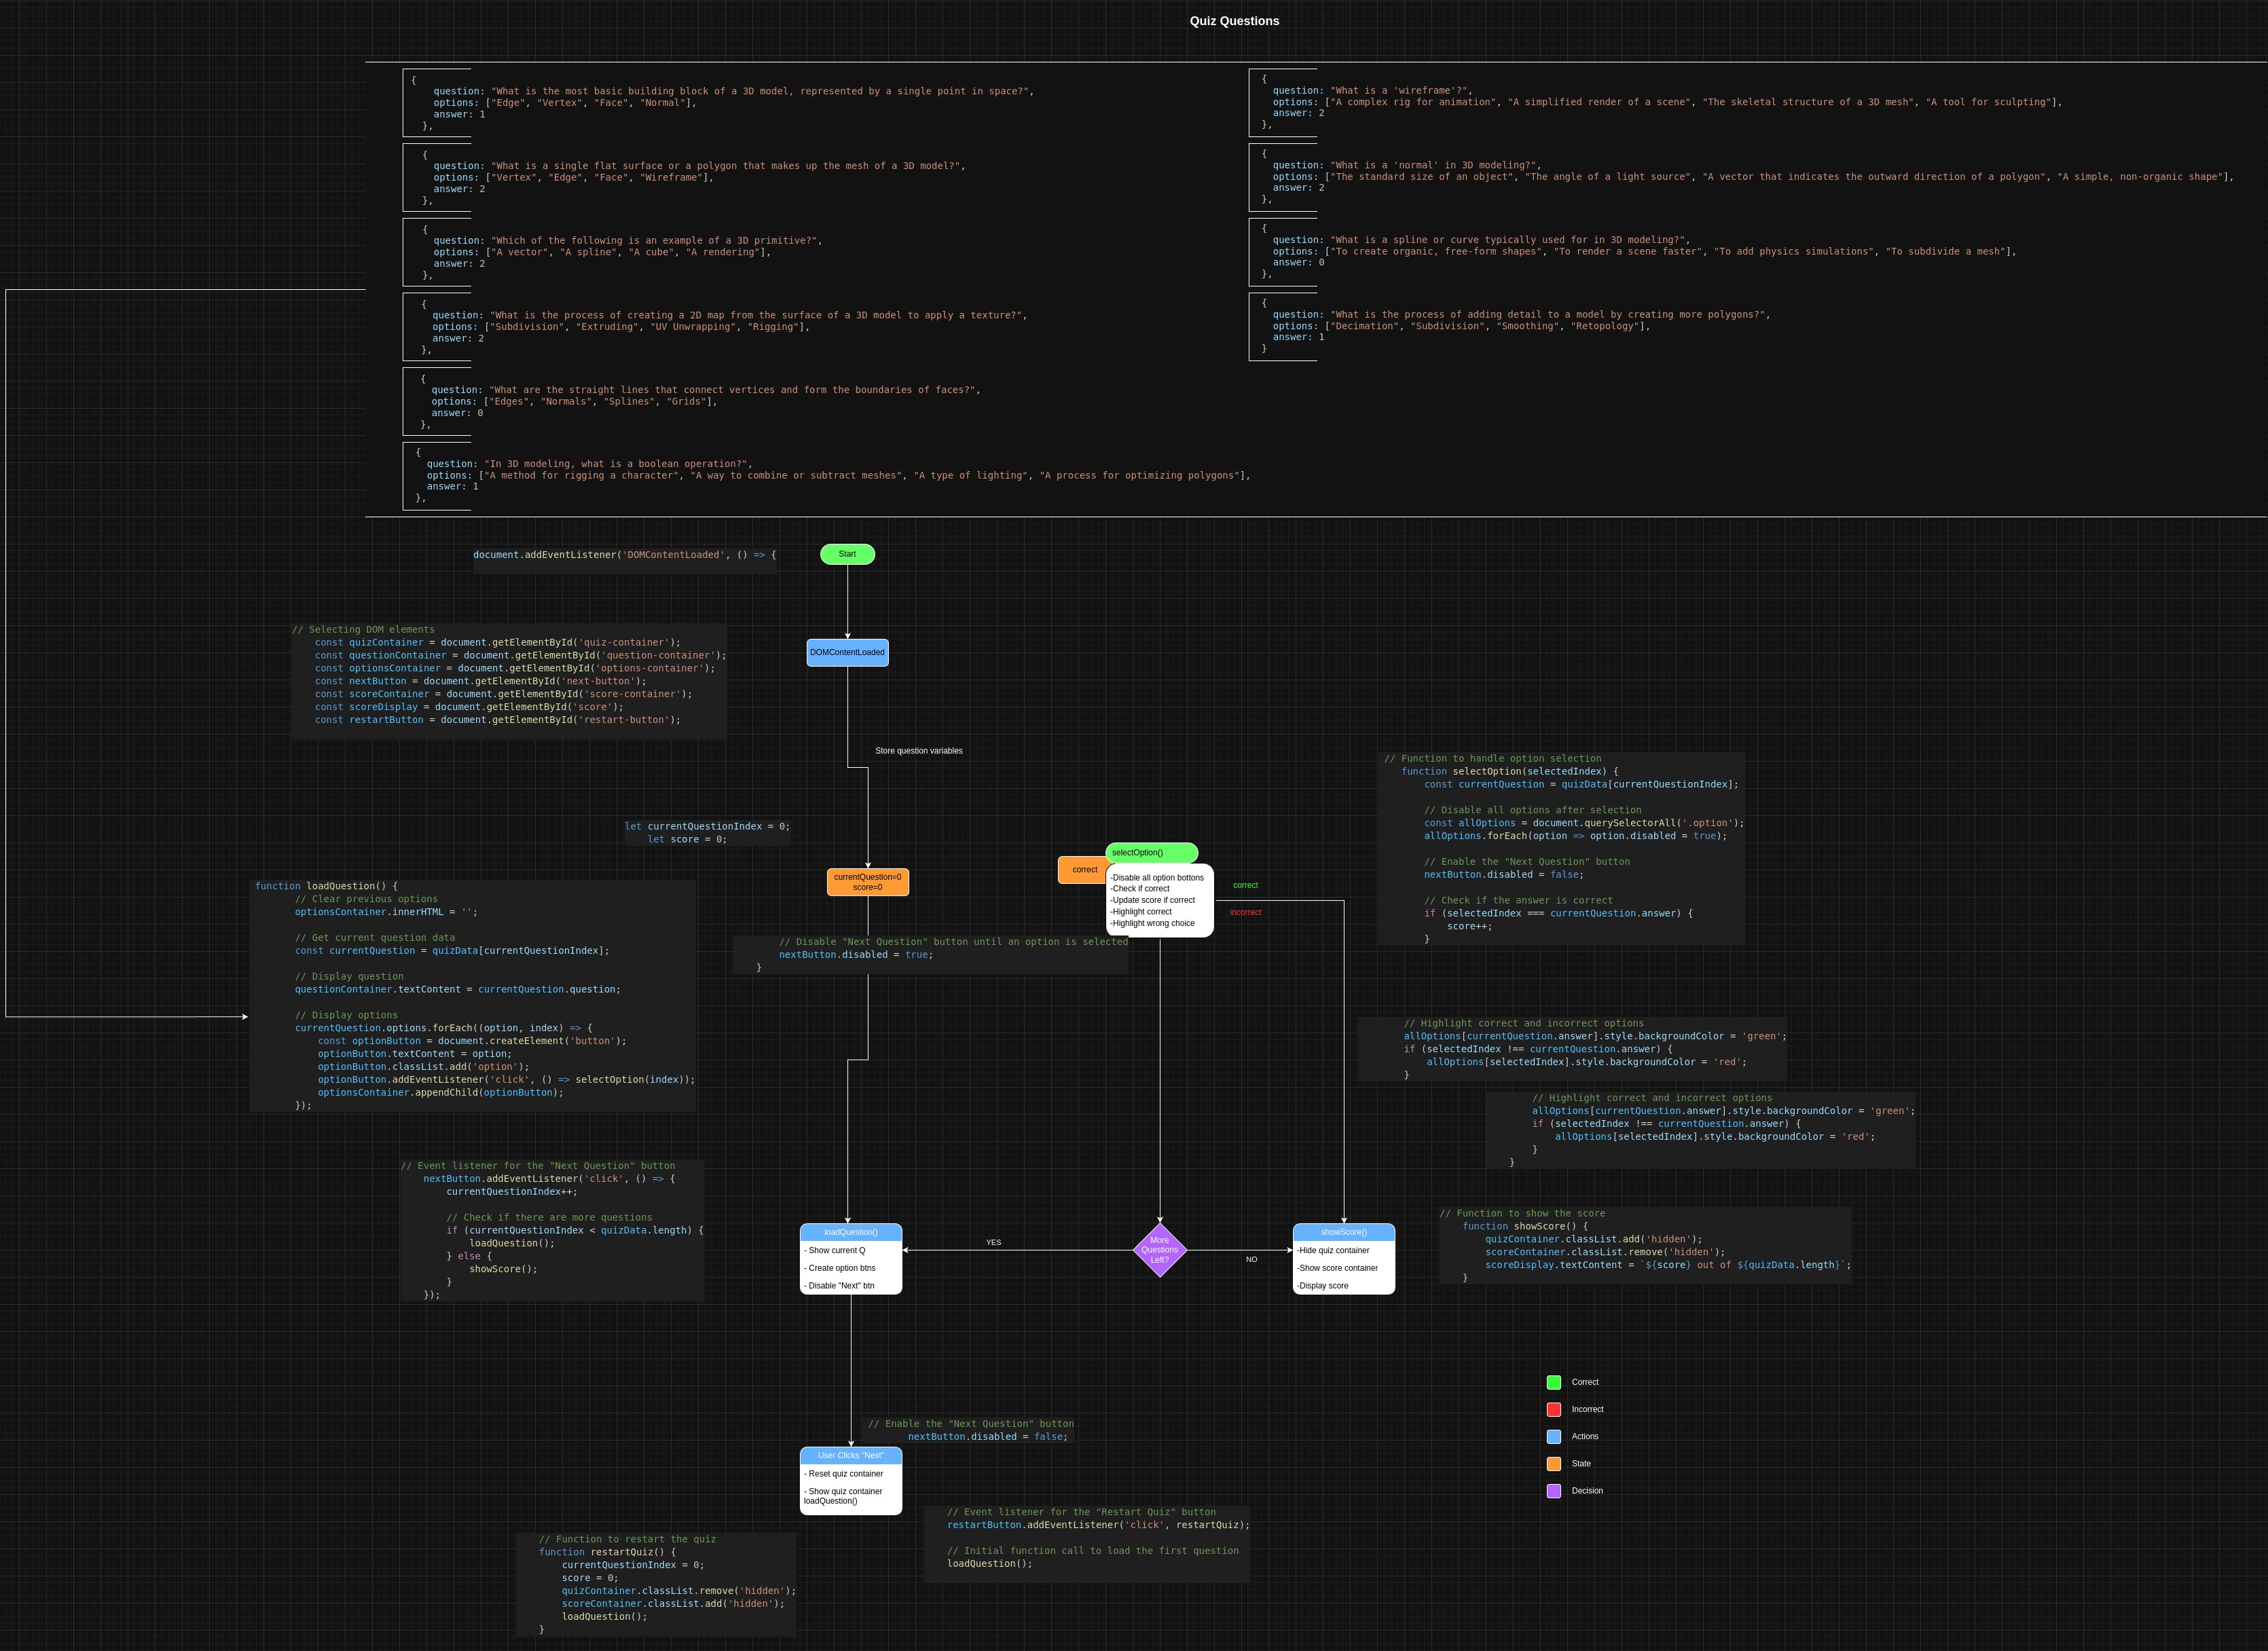 Quiz Questions
{
question: "What is the most basic building block of a 3D model, represented by a single point in space?",
options: ["Edge", "Vertex", "Face", "Normal"],
answer: 1
},
{
question: "What is a single flat surface or a polygon that makes up the mesh of a 3D model?",
options: ["Vertex", "Edge", "Face", "Wireframe"],
answer: 2
},
{
question: "Which of the following is an example of a 3D primitive?",
options: ["A vector", "A spline", "A cube", "A rendering"],
answer: 2
},
{
question: "What is the process of creating a 2D map from the surface of a 3D model to apply a texture?",
options: ["Subdivision", "Extruding", "UV Unwrapping", "Rigging"],
answer: 2
},
{
question: "What are the straight lines that connect vertices and form the boundaries of faces?",
options: ["Edges", "Normals", "Splines", "Grids"],
answer: 0
},
{
question: "In 3D modeling, what is a boolean operation?",
options: ["A method for rigging a character", "A way to combine or subtract meshes", "A type of lighting", "A process for optimizing polygons"],
answer: 1
},
{
question: "What is a 'wireframe'?",
options: ["A complex rig for animation", "A simplified render of a scene", "The skeletal structure of a 3D mesh", "A tool for sculpting"],
answer: 2
},
{
question: "What is a 'normal' in 3D modeling?",
options: ["The standard size of an object", "The angle of a light source", "A vector that indicates the outward direction of a polygon", "A simple, non-organic shape"],
answer: 2
},
{
question: "What is a spline or curve typically used for in 3D modeling?",
options: ["To create organic, free-form shapes", "To render a scene faster", "To add physics simulations", "To subdivide a mesh"],
answer: 0
},
{
question: "What is the process of adding detail to a model by creating more polygons?",
options: ["Decimation", "Subdivision", "Smoothing", "Retopology"],
answer: 1
}
document.addEventListener('DOMContentLoaded', () => {
Start
// Selecting DOM elements
const quizContainer = document.getElementById('quiz-container');
const questionContainer = document.getElementById('question-container');
const optionsContainer = document.getElementById('options-container');
const nextButton = document.getElementById('next-button');
const scoreContainer = document.getElementById('score-container');
const scoreDisplay = document.getElementById('score');
const restartButton = document.getElementById('restart-button');
DOMContentLoaded
Store question variables
let currentQuestionIndex = 0;
let score = 0;
currentQuestion=0
score=0
correct
selectOption()
-Disable all option bottons
-Check if correct
-Update score if correct
-Highlight correct
-Highlight wrong choice
correct
incorrect
// Function to handle option selection
function selectOption(selectedIndex) {
const currentQuestion = quizData[currentQuestionIndex];
// Disable all options after selection
const allOptions = document.querySelectorAll('.option');
allOptions.forEach(option => option.disabled = true);
// Enable the "Next Question" button
nextButton.disabled = false;
// Check if the answer is correct
if (selectedIndex === currentQuestion.answer) {
score++;
}
function loadQuestion() {
// Clear previous options
optionsContainer.innerHTML = '';
// Get current question data
const currentQuestion = quizData[currentQuestionIndex];
// Display question
questionContainer.textContent = currentQuestion.question;
// Display options
currentQuestion.options.forEach((option, index) => {
const optionButton = document.createElement('button');
optionButton.textContent = option;
optionButton.classList.add('option');
optionButton.addEventListener('click', () => selectOption(index));
optionsContainer.appendChild(optionButton);
});
// Disable "Next Question" button until an option is selected
nextButton.disabled = true;
}
// Highlight correct and incorrect options
allOptions[currentQuestion.answer].style.backgroundColor = 'green';
if (selectedIndex !== currentQuestion.answer) {
allOptions[selectedIndex].style.backgroundColor = 'red';
}
// Highlight correct and incorrect options
allOptions[currentQuestion.answer].style.backgroundColor = 'green';
if (selectedIndex !== currentQuestion.answer) {
allOptions[selectedIndex].style.backgroundColor = 'red';
}
}
// Event listener for the "Next Question" button
nextButton.addEventListener('click', () => {
currentQuestionIndex++;
// Check if there are more questions
if (currentQuestionIndex < quizData.length) {
loadQuestion();
} else {
showScore();
}
});
loadQuestion()
- Show current Q
- Create option btns
- Disable "Next" btn
YES
More
Questions
Left?
NO
showScore()
-Hide quiz container
-Show score container
-Display score
// Function to show the score
function showScore() {
quizContainer.classList.add('hidden');
scoreContainer.classList.remove('hidden');
scoreDisplay.textContent = `${score} out of ${quizData.length}`;
}
Correct
Incorrect
Actions
State
Decision
// Enable the "Next Question" button
nextButton.disabled = false;
User Clicks "Next"
- Reset quiz container
- Show quiz container
loadQuestion()
// Event listener for the "Restart Quiz" button
restartButton.addEventListener('click', restartQuiz);
// Initial function call to load the first question
loadQuestion();
// Function to restart the quiz
function restartQuiz() {
currentQuestionIndex = 0;
score = 0;
quizContainer.classList.remove('hidden');
scoreContainer.classList.add('hidden');
loadQuestion();
}